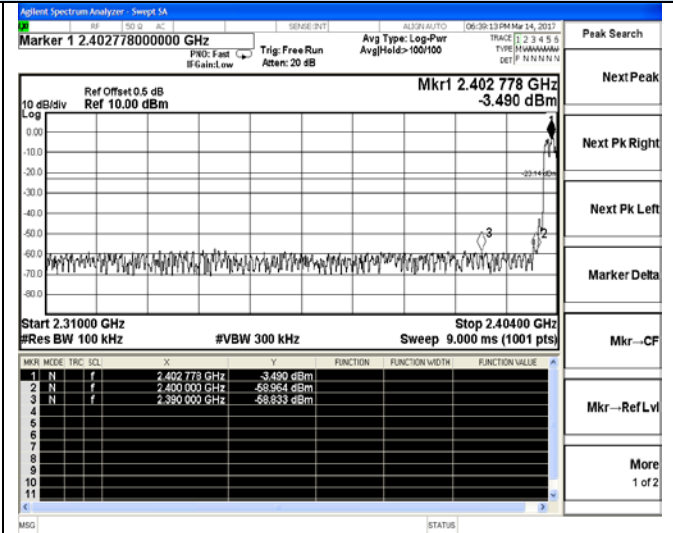 Agilent Spectrum Analyzer - Swept SA
RF 50 Ω AC SENSE:INT ALIGN AUTO 06:39:13 PM Mar 14, 2017
Marker 1 2.402778000000 GHz
PNO: Fast
IFGain:Low
Trig: Free Run
Atten: 20 dB
Avg Type: Log-Pwr
Avg|Hold:>100/100
TRACE 1 2 3 4 5 6
TYPE M
DET P N N N N N
Peak Search
Ref Offset 0.5 dB
10 dB/div Ref 10.00 dBm
Log
Mkr1 2.402 778 GHz
-3.490 dBm
0.00
-10.0
-20.0
-30.0
-40.0
-50.0
-60.0
-70.0
-80.0
1
-23.14 dBm
3
2
Start 2.31000 GHz Stop 2.40400 GHz
#Res BW 100 kHz #VBW 300 kHz Sweep 9.000 ms (1001 pts)
MKR MODE TRC SCL X Y FUNCTION FUNCTION WIDTH FUNCTION VALUE
1 N f 2.402 778 GHz -3.490 dBm
2 N f 2.400 000 GHz -58.964 dBm
3 N f 2.390 000 GHz -58.833 dBm
4
5
6
7
8
9
10
11
MSG STATUS
Next Peak
Next Pk Right
Next Pk Left
Marker Delta
Mkr→CF
Mkr→Ref Lvl
More
1 of 2